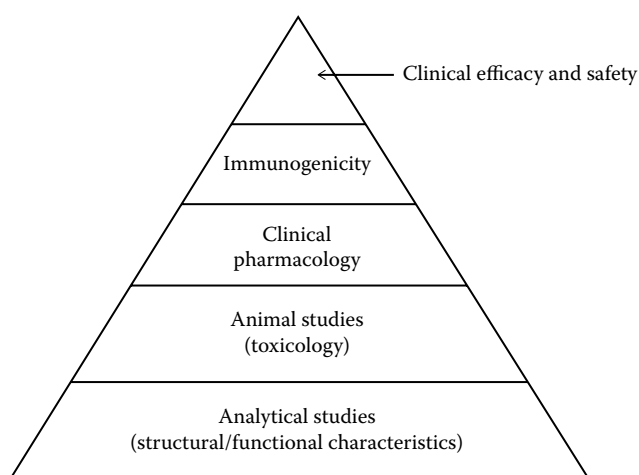 Clinical efficacy and safety
Immunogenicity
Clinical
pharmacology
Animal studies
(toxicology)
Analytical studies
(structural/functional characteristics)